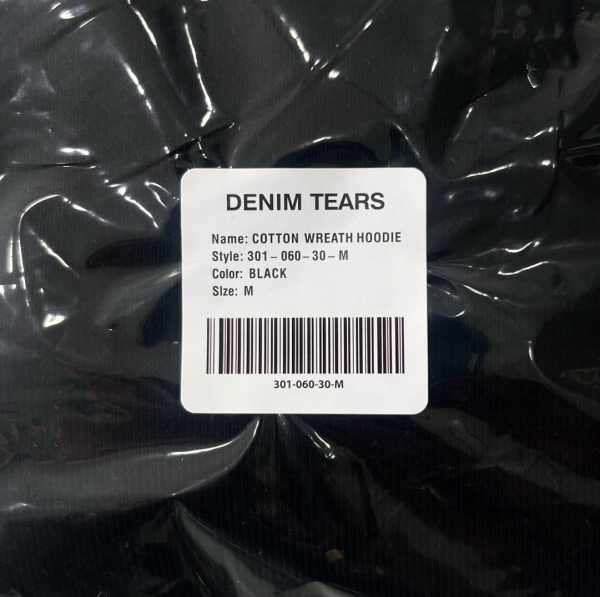 DENIM TEARS
Name: COTTON WREATH HOODIE
Style: 301-060-30-M
Color: BLACK
SIze: M
301-060-30-M